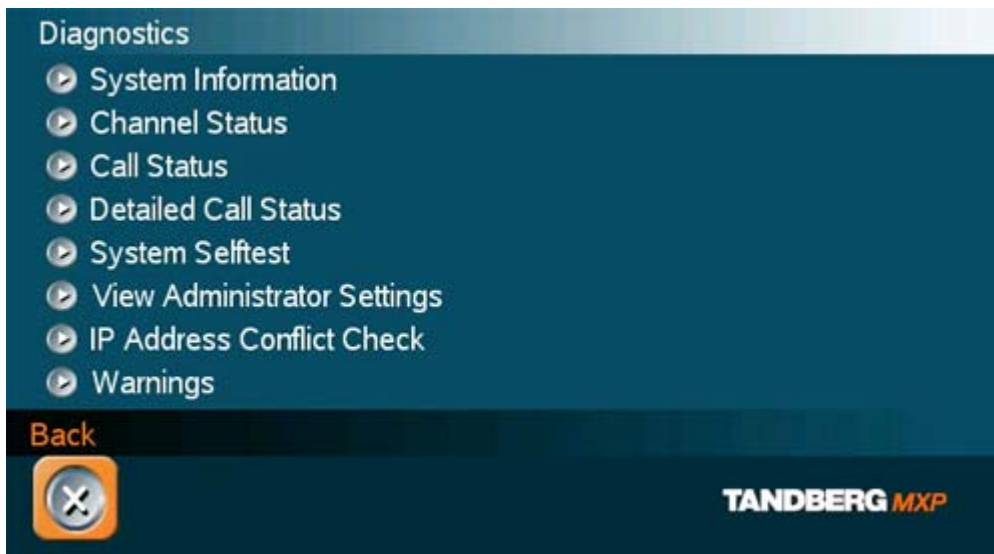 Diagnostics
System Information
Channel Status
Call Status
Detailed Call Status
System Selftest
View Administrator Settings
IP Address Conflict Check
Warnings
Back
TANDBERG MXP